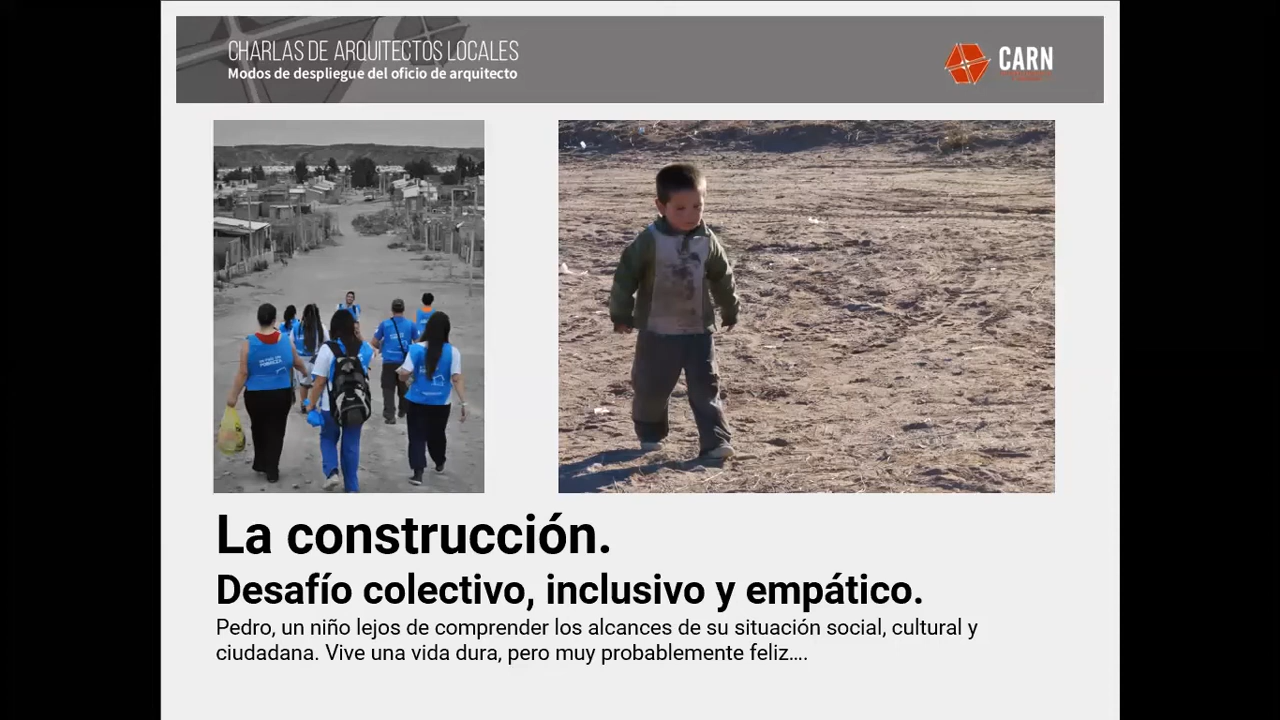 CHARLAS DE ARQUITECTOS LOCALES
Modos de despliegue del oficio de arquitecto
CARN
La construcción.
Desafío colectivo, inclusivo y empático.
Pedro, un niño lejos de comprender los alcances de su situación social, cultural y
ciudadana. Vive una vida dura, pero muy probablemente feliz....